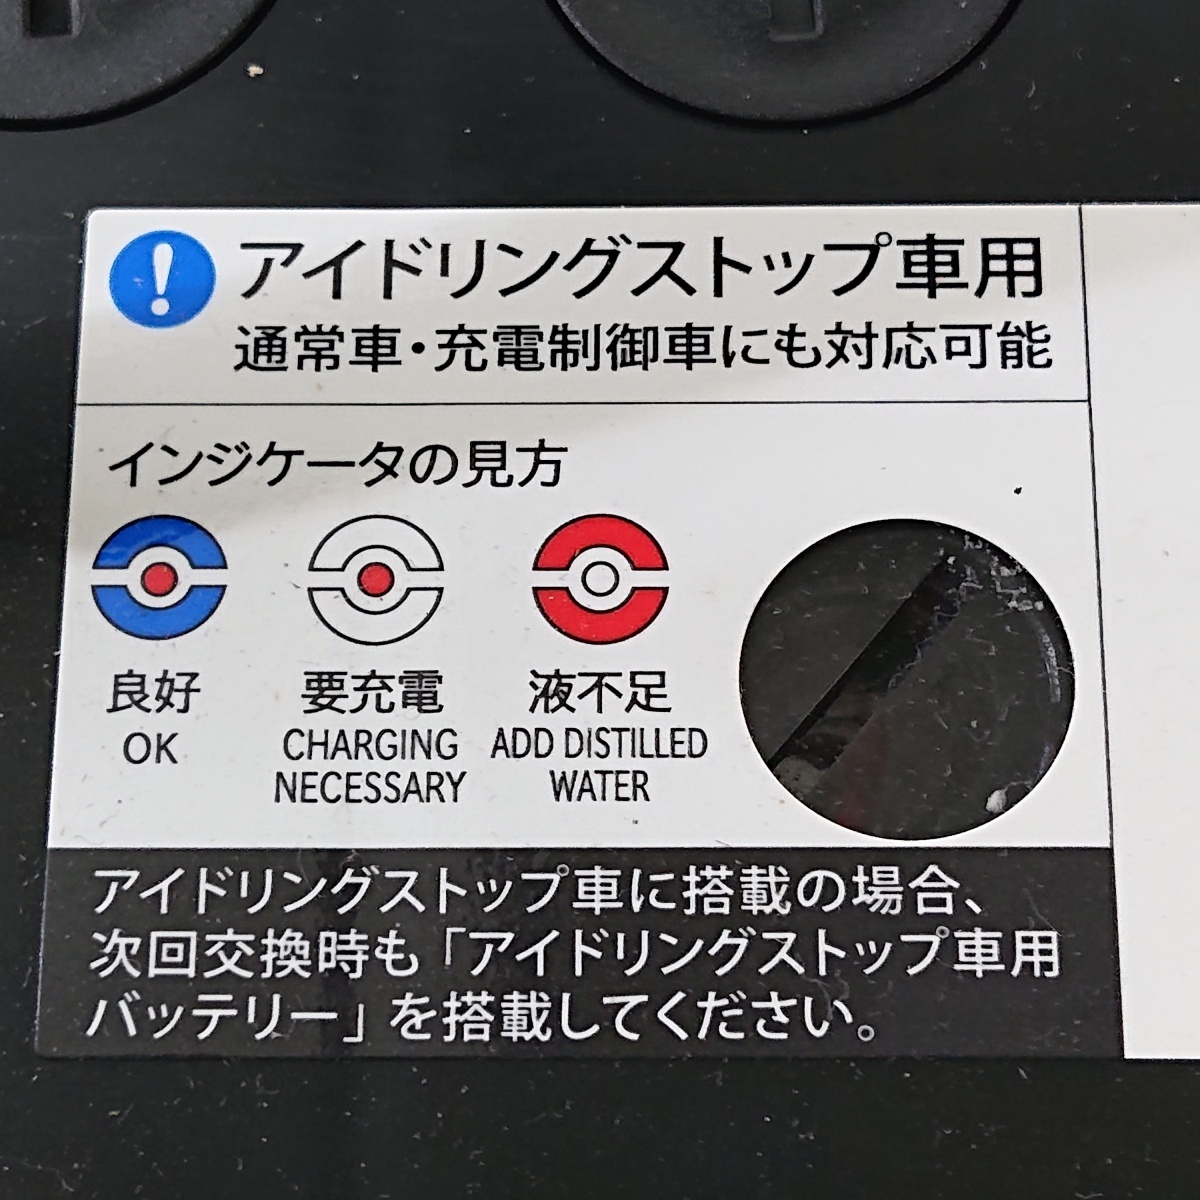 アイドリングストップ車用
通常車・充電制御車にも対応可能
インジケータの見方
良好 要充電 液不足
OK CHARGING NECESSARY ADD DISTILLED WATER
アイドリングストップ車に搭載の場合、
次回交換時も「アイドリングストップ車用
バッテリー」を搭載してください。